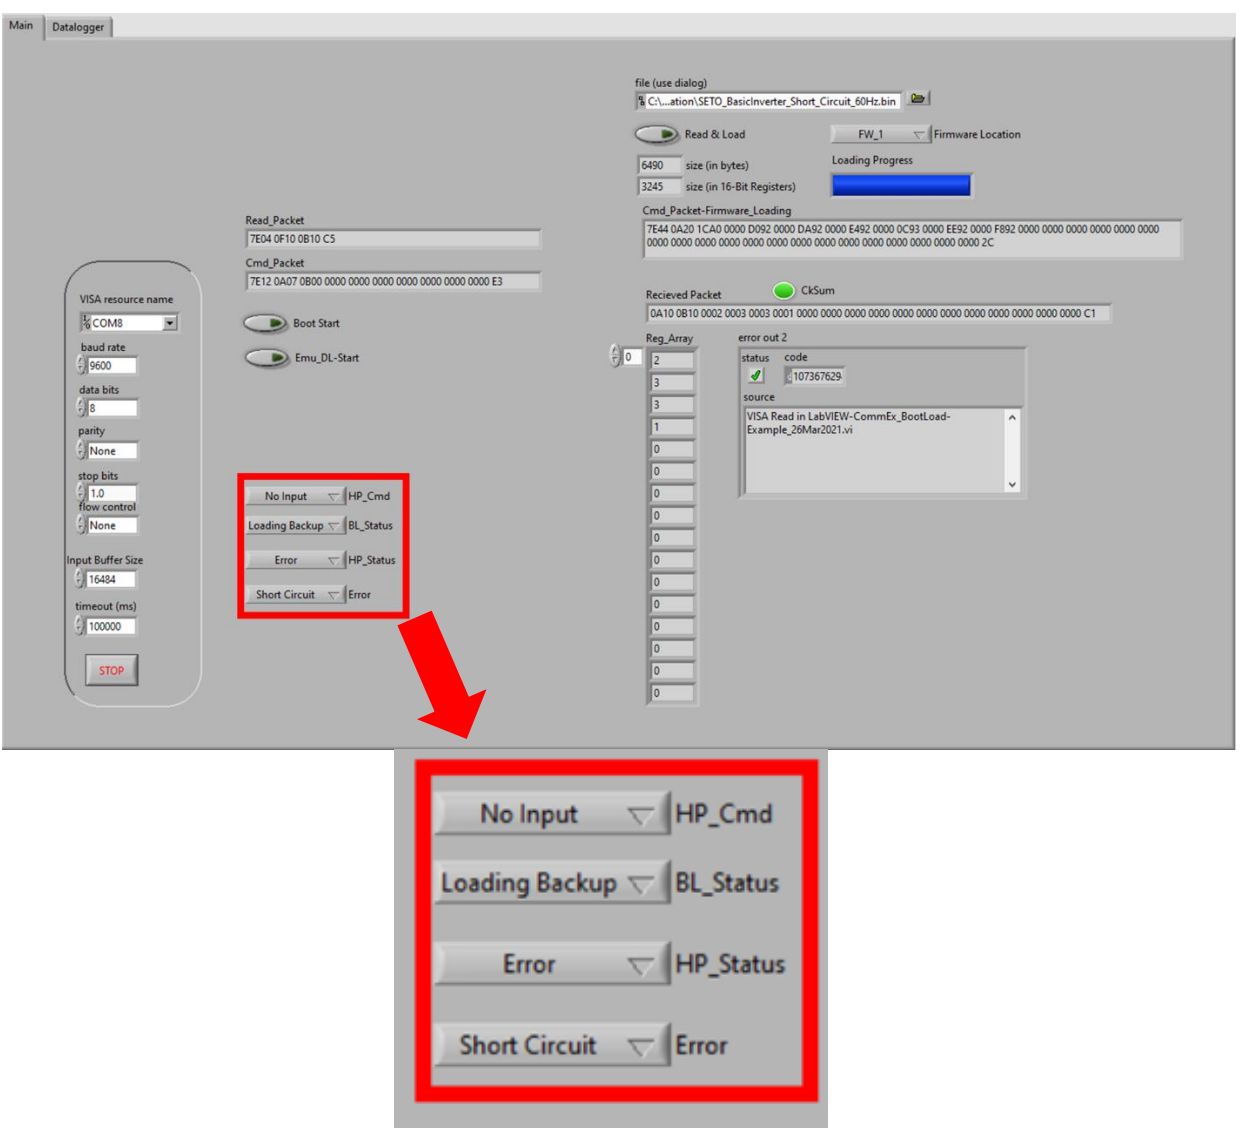 Main
Datalogger
file (use dialog)
C:\...ation\SETO_BasicInverter_Short_Circuit_60Hz.bin
Read & Load
FW_1
Firmware Location
6490
size (in bytes)
Loading Progress
3245
size (in 16-Bit Registers)
Cmd_Packet-Firmware_Loading
7E44 0A20 1CA0 0000 D092 0000 DA92 0000 E492 0000 0C93 0000 EE92 0000 F892 0000 0000 0000 0000 0000 0000
0000 0000 0000 0000 0000 0000 0000 0000 0000 0000 0000 0000 0000 2C
Read_Packet
7E04 0F10 0B10 C5
Cmd_Packet
7E12 0A07 0B00 0000 0000 0000 0000 0000 0000 0000 E3
Boot Start
Emu_DL-Start
Recieved Packet
CkSum
0A10 0B10 0002 0003 0003 0001 0000 0000 0000 0000 0000 0000 0000 0000 0000 0000 0000 C1
VISA resource name
COM8
baud rate
9600
data bits
8
parity
None
stop bits
1.0
flow control
None
Input Buffer Size
16484
timeout (ms)
100000
STOP
No Input
HP_Cmd
Loading Backup
BL_Status
Error
HP_Status
Short Circuit
Error
Reg_Array
0
2
3
3
1
0
0
0
0
0
0
0
0
0
0
0
0
error out 2
status
code
107367629
source
VISA Read in LabVIEW-CommEx_BootLoad-
Example_26Mar2021.vi
No Input
HP_Cmd
Loading Backup
BL_Status
Error
HP_Status
Short Circuit
Error